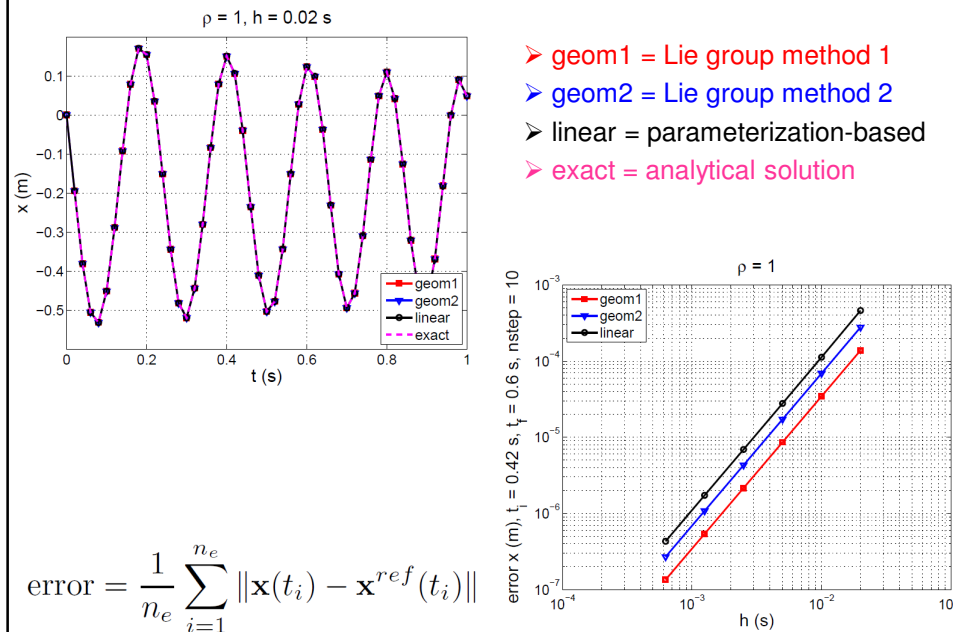 ρ = 1, h = 0.02 s
x (m)
0.1
0
−0.1
−0.2
−0.3
−0.4
−0.5
0
0.2
0.4
0.6
0.8
1
t (s)
geom1
geom2
linear
exact
➢ geom1 = Lie group method 1
➢ geom2 = Lie group method 2
➢ linear = parameterization-based
➢ exact = analytical solution
ρ = 1
error x (m), t_i = 0.42 s, t_f = 0.6 s, nstep = 10
10^−3
10^−4
10^−5
10^−6
10^−7
10^−4
10^−3
10^−2
h (s)
geom1
geom2
linear
error = \frac{1}{n_e} \sum_{i=1}^{n_e} ‖x(t_i) − x^{ref}(t_i)‖